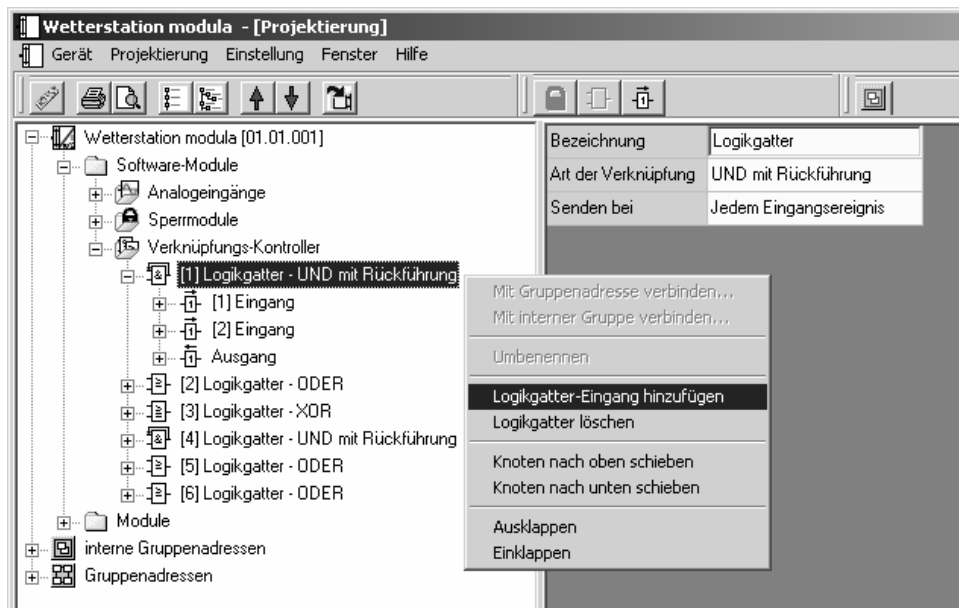 Wetterstation modula - [Projektierung]
Gerät Projektierung Einstellung Fenster Hilfe
Wetterstation modula [01.01.001]
Software-Module
Analogeingänge
Sperrmodule
Verknüpfungs-Kontroller
[1] Logikgatter - UND mit Rückführung
[1] Eingang
[2] Eingang
Ausgang
[2] Logikgatter - ODER
[3] Logikgatter - XOR
[4] Logikgatter - UND mit Rückführung
[5] Logikgatter - ODER
[6] Logikgatter - ODER
Module
interne Gruppenadressen
Gruppenadressen
Bezeichnung Logikgatter
Art der Verknüpfung UND mit Rückführung
Senden bei Jedem Eingangsereignis
Mit Gruppenadresse verbinden...
Mit interner Gruppe verbinden...
Umbenennen
Logikgatter-Eingang hinzufügen
Logikgatter löschen
Knoten nach oben schieben
Knoten nach unten schieben
Ausklappen
Einklappen